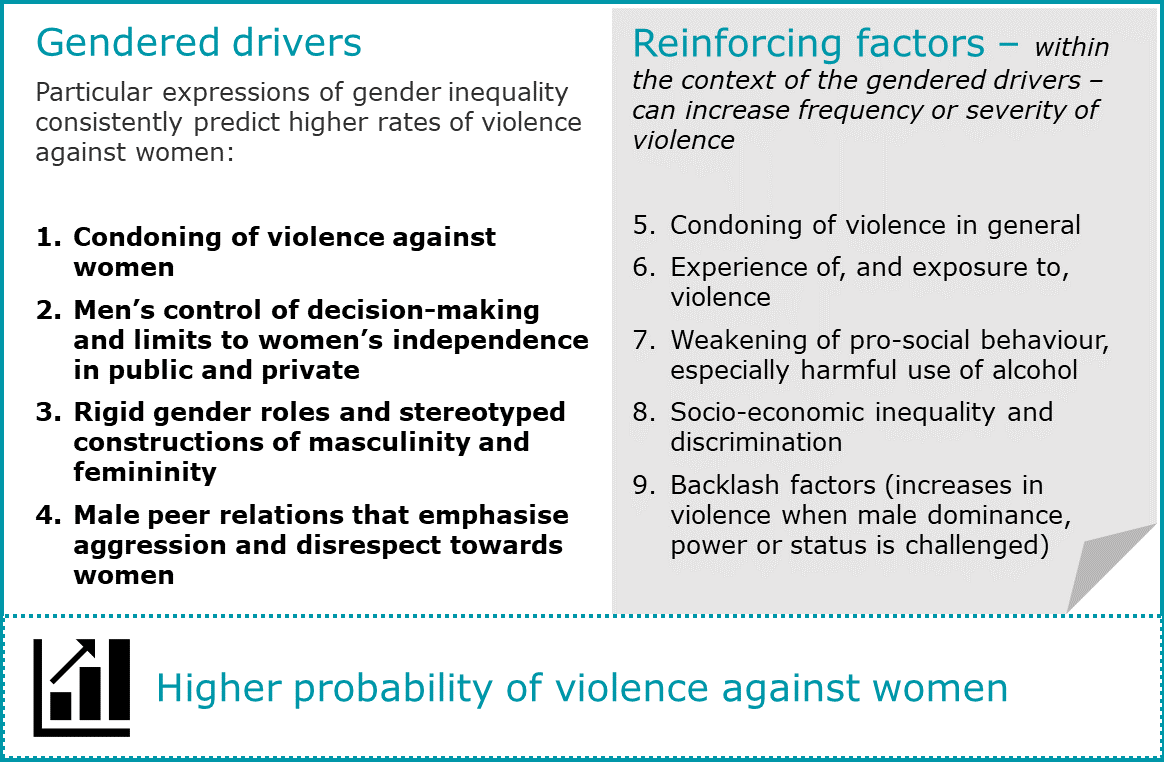 Gendered drivers
Particular expressions of gender inequality
consistently predict higher rates of violence
against women:
1. Condoning of violence against
women
2. Men’s control of decision-making
and limits to women’s independence
in public and private
3. Rigid gender roles and stereotyped
constructions of masculinity and
femininity
4. Male peer relations that emphasise
aggression and disrespect towards
women
Reinforcing factors – within
the context of the gendered drivers –
can increase frequency or severity of
violence
5. Condoning of violence in general
6. Experience of, and exposure to,
violence
7. Weakening of pro-social behaviour,
especially harmful use of alcohol
8. Socio-economic inequality and
discrimination
9. Backlash factors (increases in
violence when male dominance,
power or status is challenged)
Higher probability of violence against women